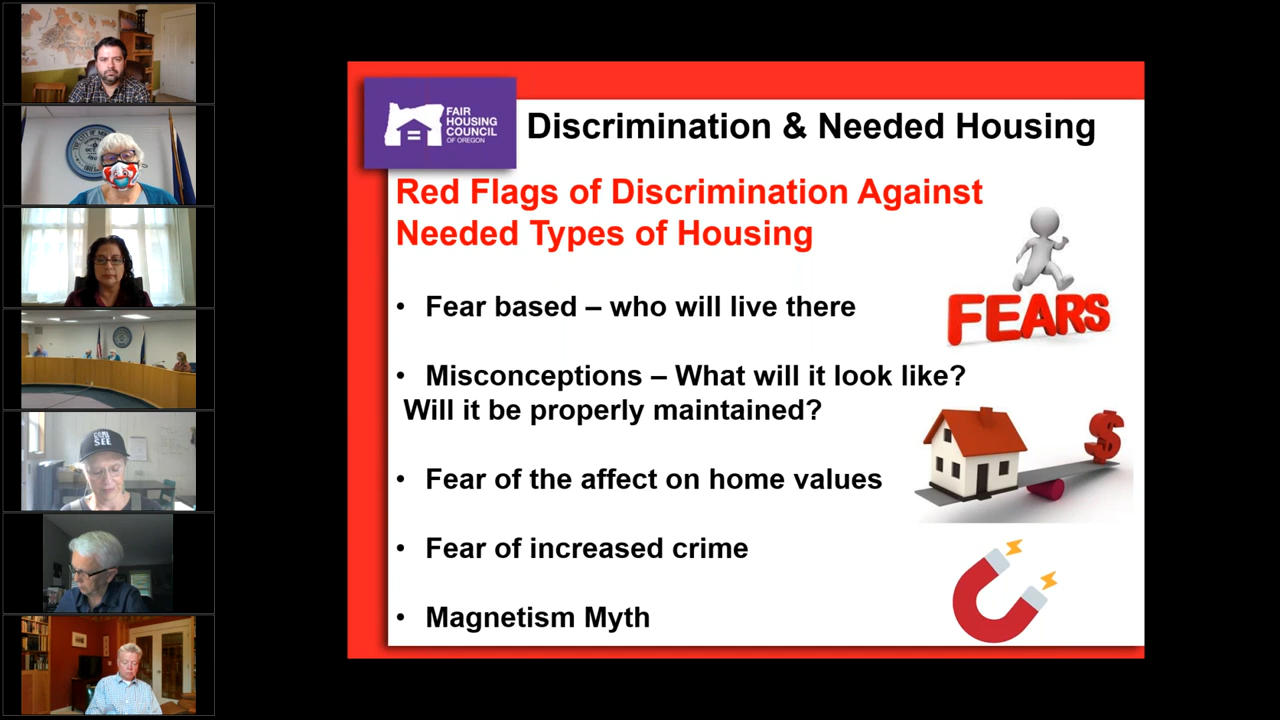 FAIR
HOUSING
COUNCIL
OF OREGON
Discrimination & Needed Housing
Red Flags of Discrimination Against
Needed Types of Housing
• Fear based – who will live there
FEARS
• Misconceptions – What will it look like?
Will it be properly maintained?
$
• Fear of the affect on home values
• Fear of increased crime
• Magnetism Myth